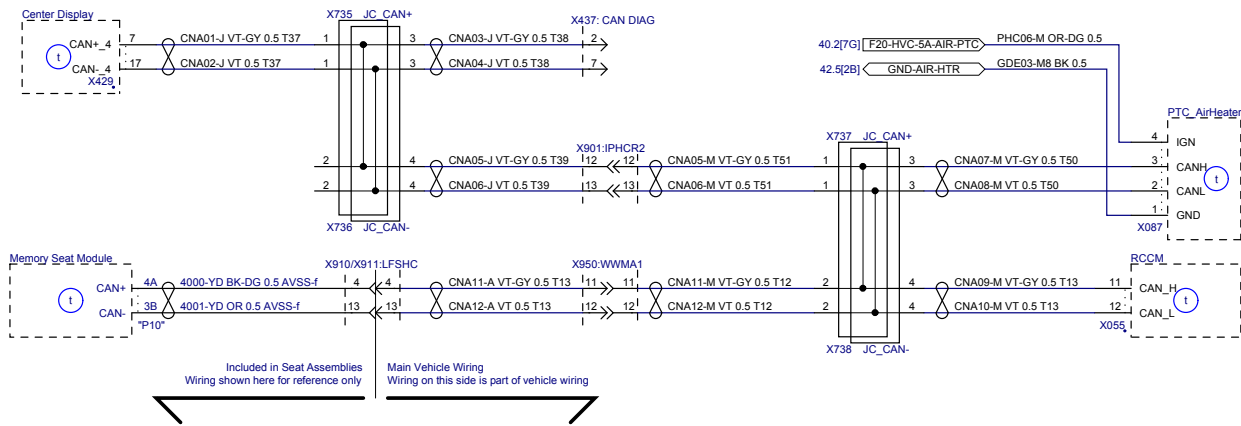 Center Display
X735 JC_CAN+
X437: CAN DIAG
t
CAN+_4
7
CNA01-J VT-GY 0.5 T37
1
3
CNA03-J VT-GY 0.5 T38
2
40.2[7G]
F20-HVC-5A-AIR-PTC
PHC06-M OR-DG 0.5
CAN-_4
17
CNA02-J VT 0.5 T37
1
3
CNA04-J VT 0.5 T38
7
42.5[2B]
GND-AIR-HTR
GDE03-M8 BK 0.5
X429
PTC_AirHeater
X737 JC_CAN+
4
IGN
X901:IPHCR2
2
4
CNA05-J VT-GY 0.5 T39
12
12
CNA05-M VT-GY 0.5 T51
1
3
CNA07-M VT-GY 0.5 T50
3
CANH
t
2
4
CNA06-J VT 0.5 T39
13
13
CNA06-M VT 0.5 T51
1
3
CNA08-M VT 0.5 T50
2
CANL
1
GND
X736 JC_CAN-
X087
Memory Seat Module
X910/X911:LFSHC
X950:WWMA1
RCCM
t
CAN+
4A
4000-YD BK-DG 0.5 AVSS-f
4
4
CNA11-A VT-GY 0.5 T13
11
11
CNA11-M VT-GY 0.5 T12
2
4
CNA09-M VT-GY 0.5 T13
11
CAN_H
t
CAN-
3B
4001-YD OR 0.5 AVSS-f
13
13
CNA12-A VT 0.5 T13
12
12
CNA12-M VT 0.5 T12
2
4
CNA10-M VT 0.5 T13
12
CAN_L
"P10"
X055
X738 JC_CAN-
Included in Seat Assemblies
Wiring shown here for reference only
Main Vehicle Wiring
Wiring on this side is part of vehicle wiring